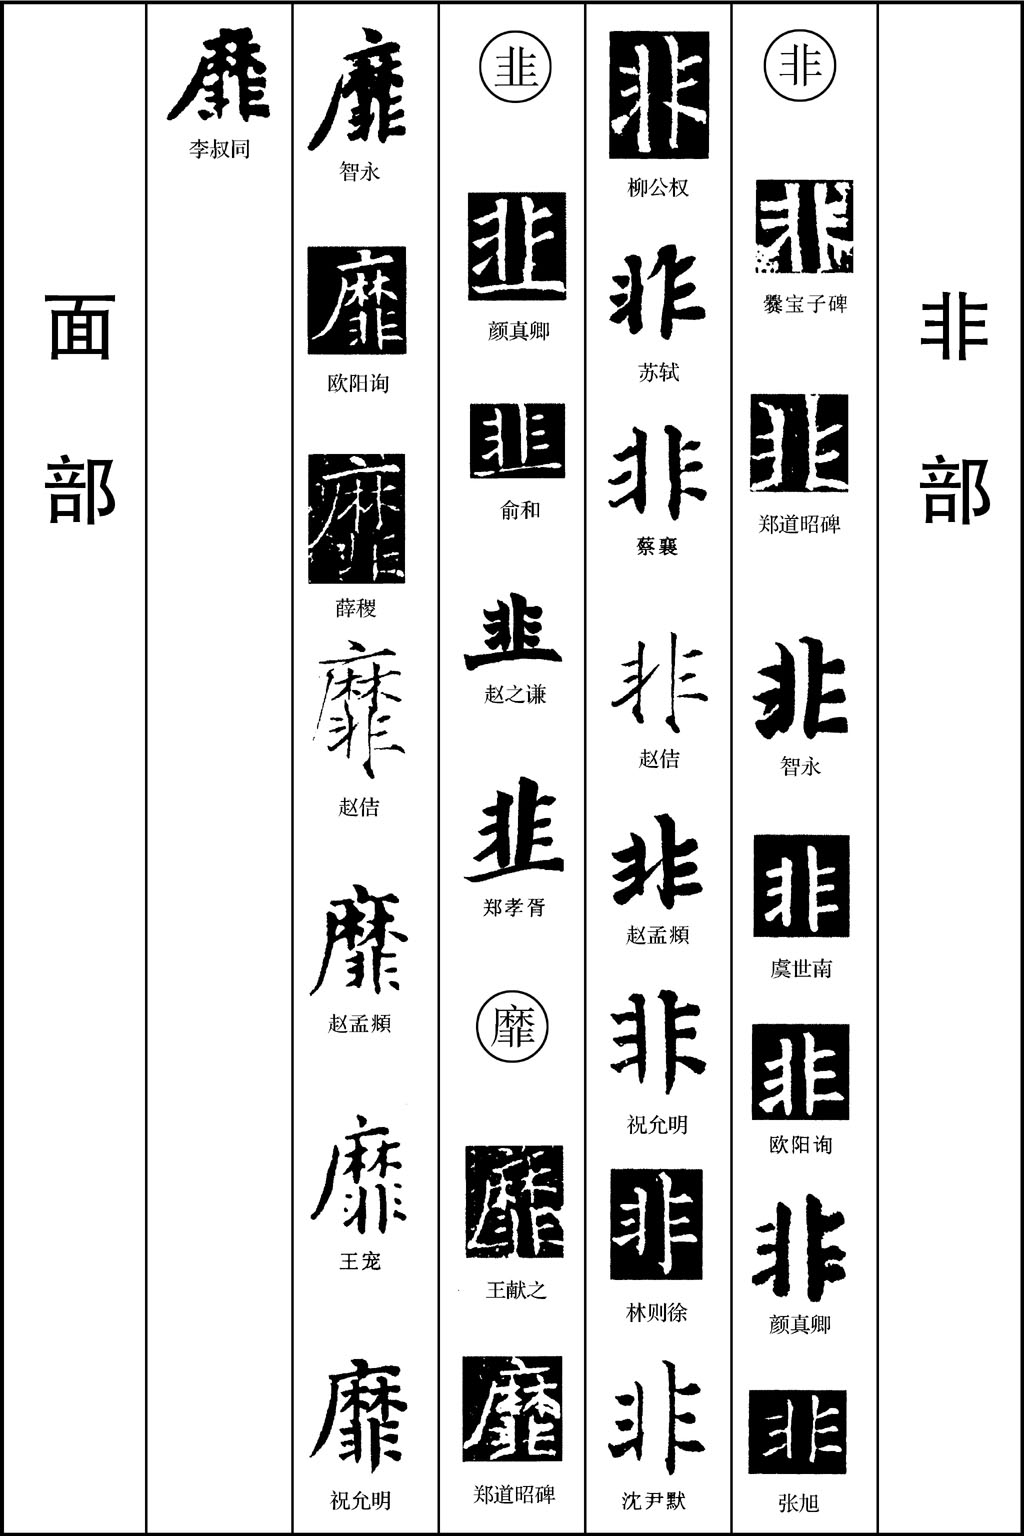 非部
非
非
爨宝子碑
非
郑道昭碑
非
智永
非
虞世南
非
欧阳询
非
颜真卿
非
张旭
非
柳公权
非
苏轼
非
蔡襄
非
赵佶
非
赵孟頫
非
祝允明
非
林则徐
非
沈尹默
韭
韭
颜真卿
韭
俞和
韭
赵之谦
韭
郑孝胥
靡
靡
王献之
靡
郑道昭碑
靡
智永
靡
欧阳询
靡
薛稷
靡
赵佶
靡
赵孟頫
靡
王宠
靡
祝允明
靡
李叔同
面部